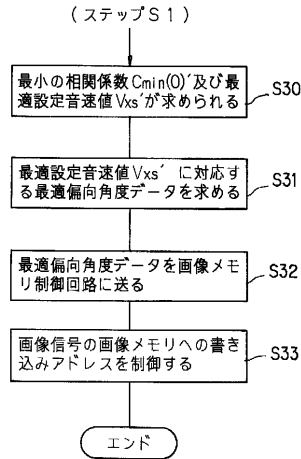 (ステップS1)
最小の相関係数Cmin(0)´及び最
適設定音速値Vxs´が求められる
S30
最適設定音速値Vxs´に対応す
る最適偏向角度データを求める
S31
最適偏向角度データを画像メモ
リ制御回路に送る
S32
画像信号の画像メモリへの書き
込みアドレスを制御する
S33
エンド